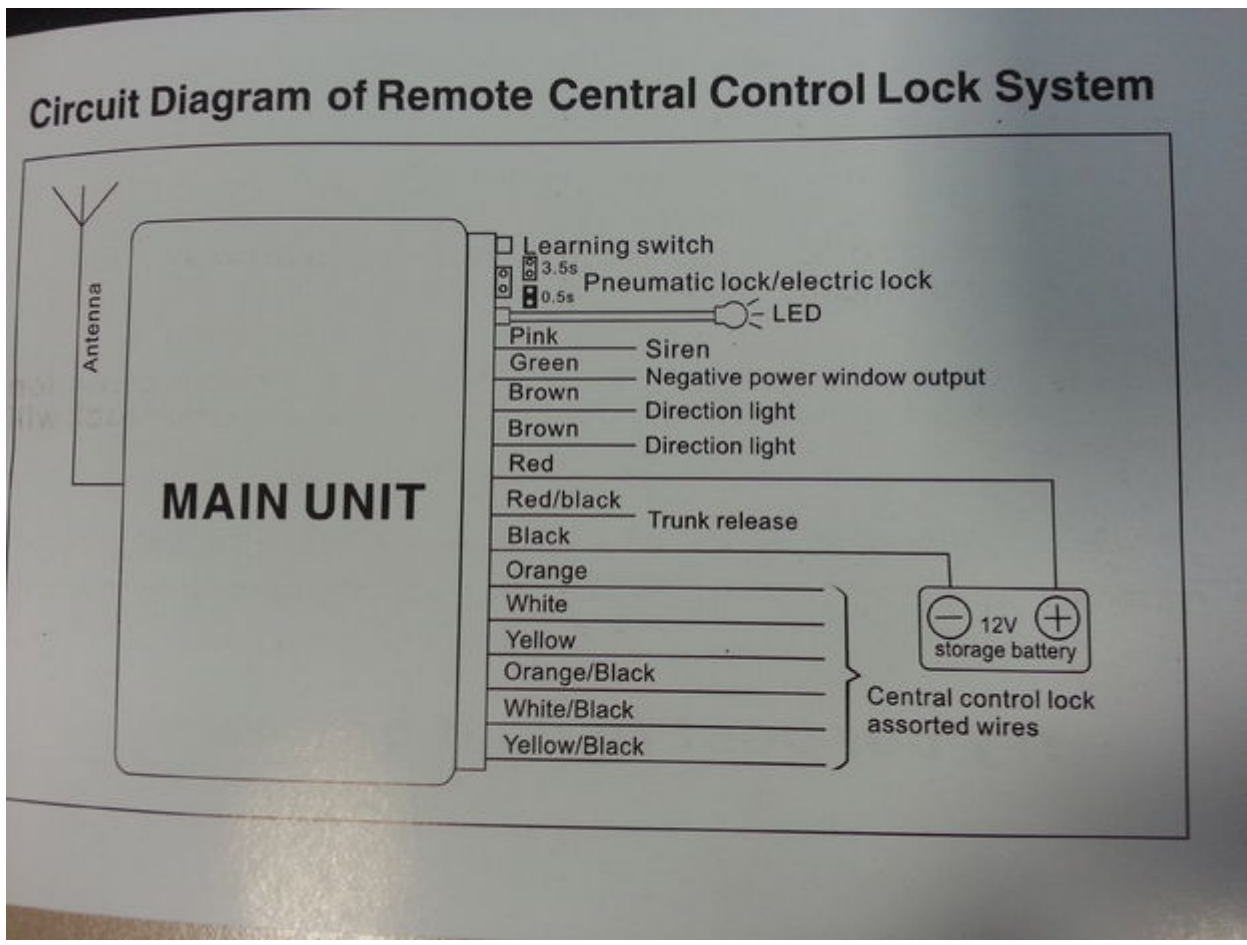 Circuit Diagram of Remote Central Control Lock System
Antenna
MAIN UNIT
Learning switch
3.5s
Pneumatic lock/electric lock
0.5s
LED
Pink
Siren
Green
Negative power window output
Brown
Direction light
Brown
Direction light
Red
Red/black
Trunk release
Black
Orange
White
Yellow
Orange/Black
White/Black
Yellow/Black
12V
storage battery
Central control lock
assorted wires